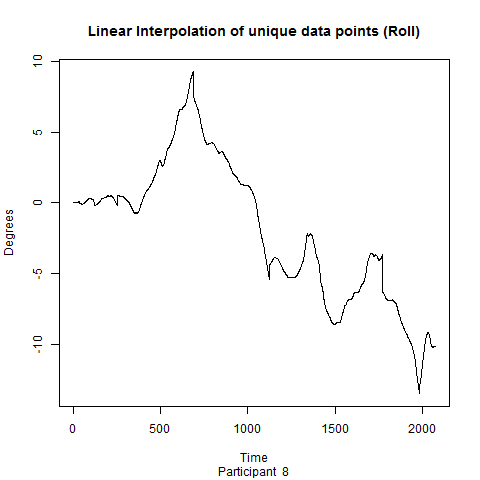 Linear Interpolation of unique data points (Roll)
Degrees
10
5
0
-5
-10
0 500 1000 1500 2000
Time
Participant 8